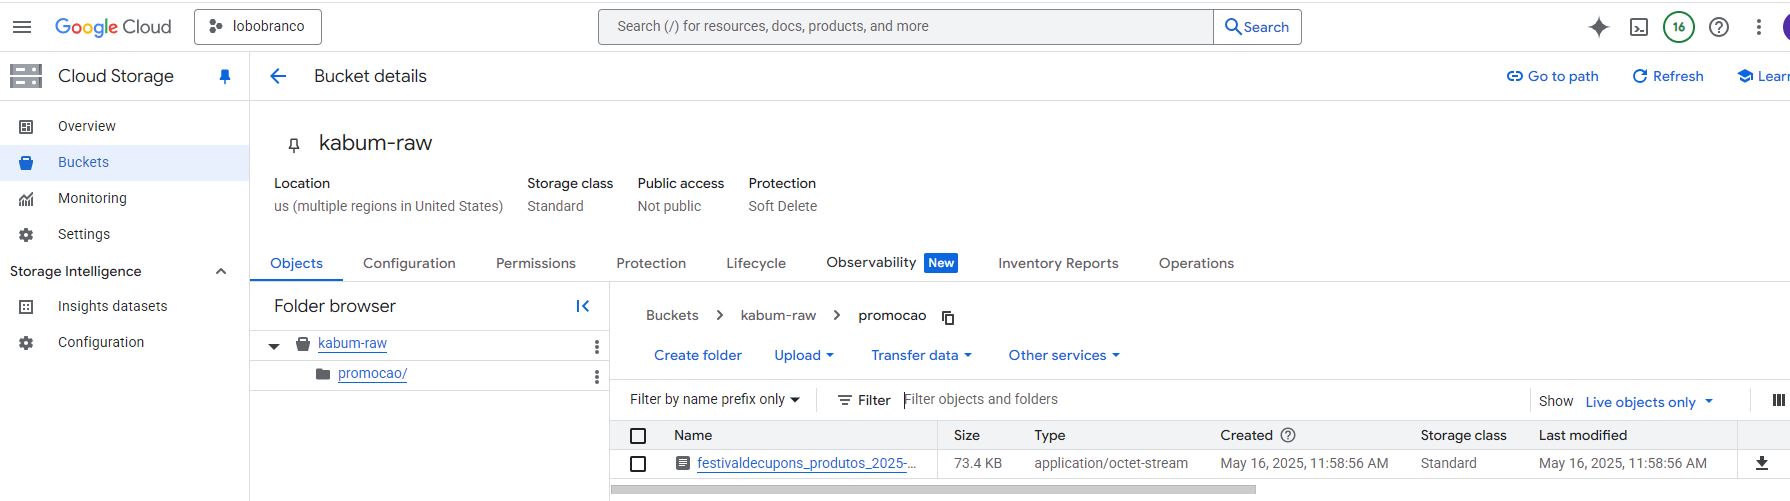 Google Cloud
lobobranco
Search (/) for resources, docs, products, and more
Search
16
Cloud Storage
Bucket details
Go to path
Refresh
Lear
Overview
Buckets
Monitoring
Settings
Storage Intelligence
Insights datasets
Configuration
kabum-raw
Location
us (multiple regions in United States)
Storage class
Standard
Public access
Not public
Protection
Soft Delete
Objects
Configuration
Permissions
Protection
Lifecycle
Observability New
Inventory Reports
Operations
Folder browser
kabum-raw
promocao/
Buckets > kabum-raw > promocao
Create folder
Upload
Transfer data
Other services
Filter by name prefix only
Filter
Filter objects and folders
Show
Live objects only
Name Size Type Created Storage class Last modified
festivaldecupons_produtos_2025-... 73.4 KB application/octet-stream May 16, 2025, 11:58:56 AM Standard May 16, 2025, 11:58:56 AM